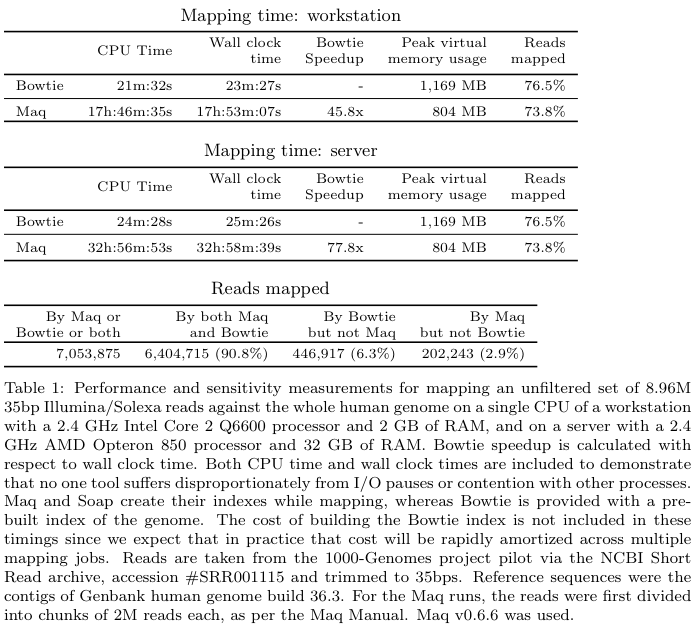 Mapping time: workstation
CPU Time Wall clock time Bowtie Speedup Peak virtual memory usage Reads mapped
Bowtie 21m:32s 23m:27s - 1,169 MB 76.5%
Maq 17h:46m:35s 17h:53m:07s 45.8x 804 MB 73.8%
Mapping time: server
CPU Time Wall clock time Bowtie Speedup Peak virtual memory usage Reads mapped
Bowtie 24m:28s 25m:26s - 1,169 MB 76.5%
Maq 32h:56m:53s 32h:58m:39s 77.8x 804 MB 73.8%
Reads mapped
By Maq or Bowtie or both By both Maq and Bowtie By Bowtie but not Maq By Maq but not Bowtie
7,053,875 6,404,715 (90.8%) 446,917 (6.3%) 202,243 (2.9%)
Table 1: Performance and sensitivity measurements for mapping an unfiltered set of 8.96M
35bp Illumina/Solexa reads against the whole human genome on a single CPU of a workstation
with a 2.4 GHz Intel Core 2 Q6600 processor and 2 GB of RAM, and on a server with a 2.4
GHz AMD Opteron 850 processor and 32 GB of RAM. Bowtie speedup is calculated with
respect to wall clock time. Both CPU time and wall clock times are included to demonstrate
that no one tool suffers disproportionately from I/O pauses or contention with other processes.
Maq and Soap create their indexes while mapping, whereas Bowtie is provided with a pre-
built index of the genome. The cost of building the Bowtie index is not included in these
timings since we expect that in practice that cost will be rapidly amortized across multiple
mapping jobs. Reads are taken from the 1000-Genomes project pilot via the NCBI Short
Read archive, accession #SRR001115 and trimmed to 35bps. Reference sequences were the
contigs of Genbank human genome build 36.3. For the Maq runs, the reads were first divided
into chunks of 2M reads each, as per the Maq Manual. Maq v0.6.6 was used.